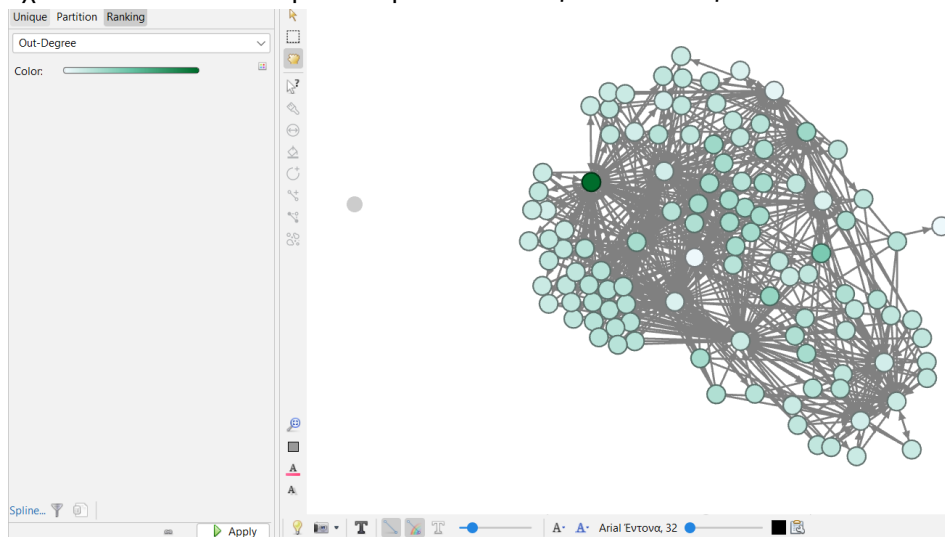 Unique Partition Ranking
Out-Degree
Color:
Spline...
Apply
T T A- A- Arial Έντονα, 32
A
A